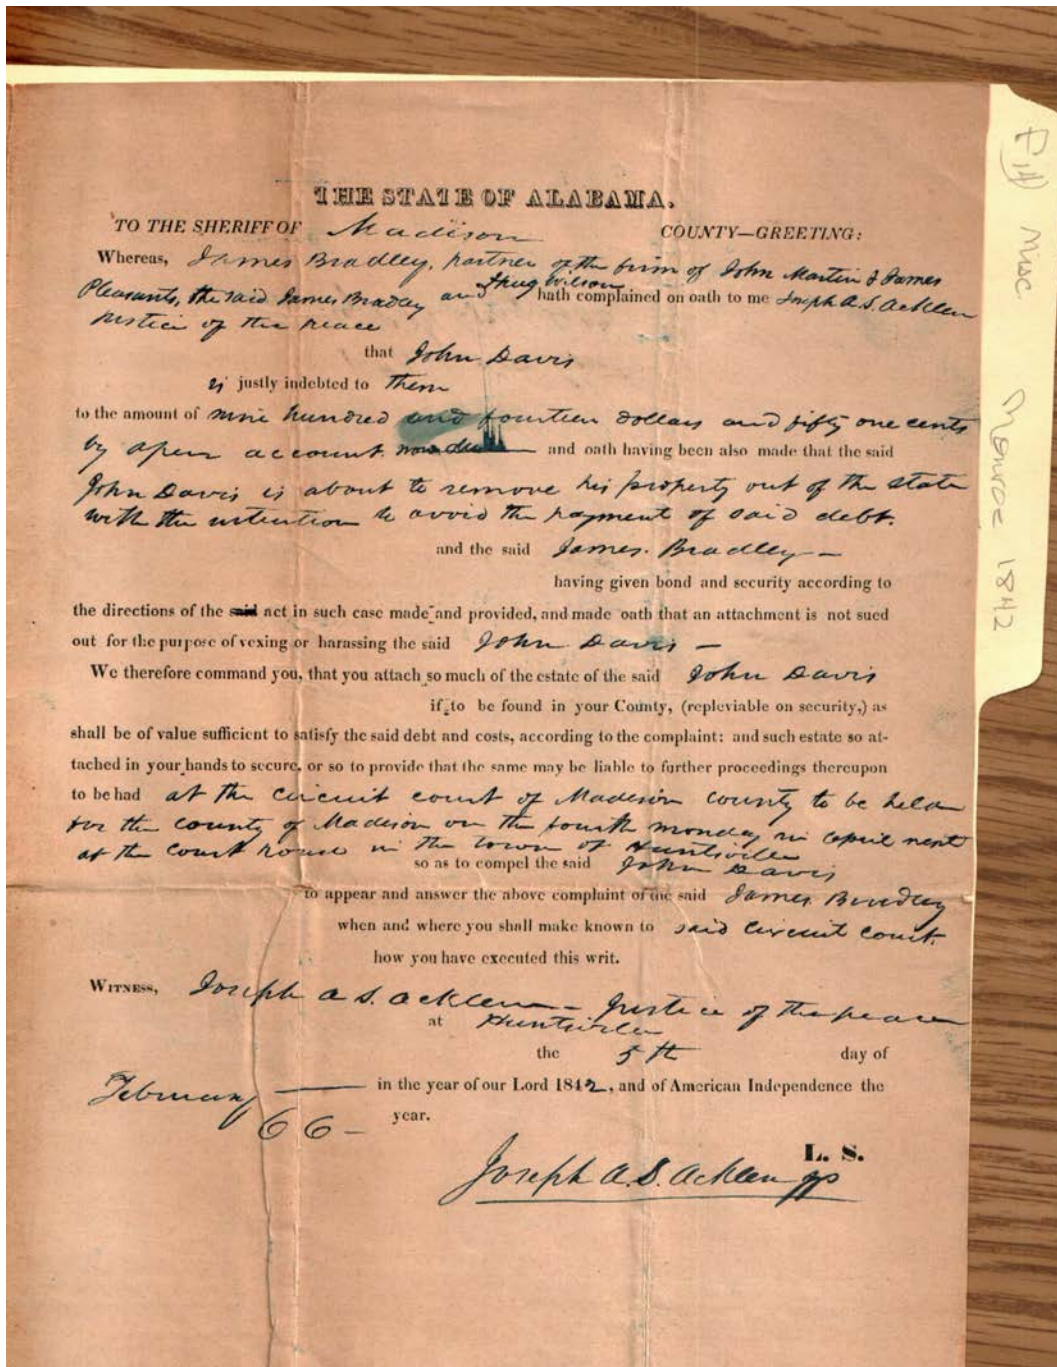 THE STATE OF ALABAMA.
TO THE SHERIFF OF Madison COUNTY—GREETING:
Whereas, James Bradley, partner of the firm of John Martin & James
Pleasants, the said James Bradley and Wilson hath complained on oath to me Joseph A. S. Acklen
Justice of the peace
that John Davis
is justly indebted to them
to the amount of nine hundred and fourteen dollars and fifty one cents
by open account now due and oath having been also made that the said
John Davis is about to remove his property out of the state
with the intention to avoid the payment of said debt.
and the said James Bradley —
having given bond and security according to
the directions of the said act in such case made and provided, and made oath that an attachment is not sued
out for the purpose of vexing or harassing the said John Davis —
We therefore command you, that you attach so much of the estate of the said John Davis
if to be found in your County, (repleviable on security,) as
shall be of value sufficient to satisfy the said debt and costs, according to the complaint: and such estate so at-
tached in your hands to secure, or so to provide that the same may be liable to further proceedings thereupon
to be had at the circuit court of Madison county to be held
for the county of Madison on the fourth monday in april next
at the court house in the town of Huntsville
so as to compel the said John Davis
to appear and answer the above complaint of the said James Bradley
when and where you shall make known to said circuit court.
how you have executed this writ.
WITNESS, Joseph A S. Acklen — Justice of the peace
at Huntsville
the 5th day of
February — in the year of our Lord 1842, and of American Independence the
66 — year.
L. S.
Joseph A. S. Acklen JP
Misc
Monroe 1842